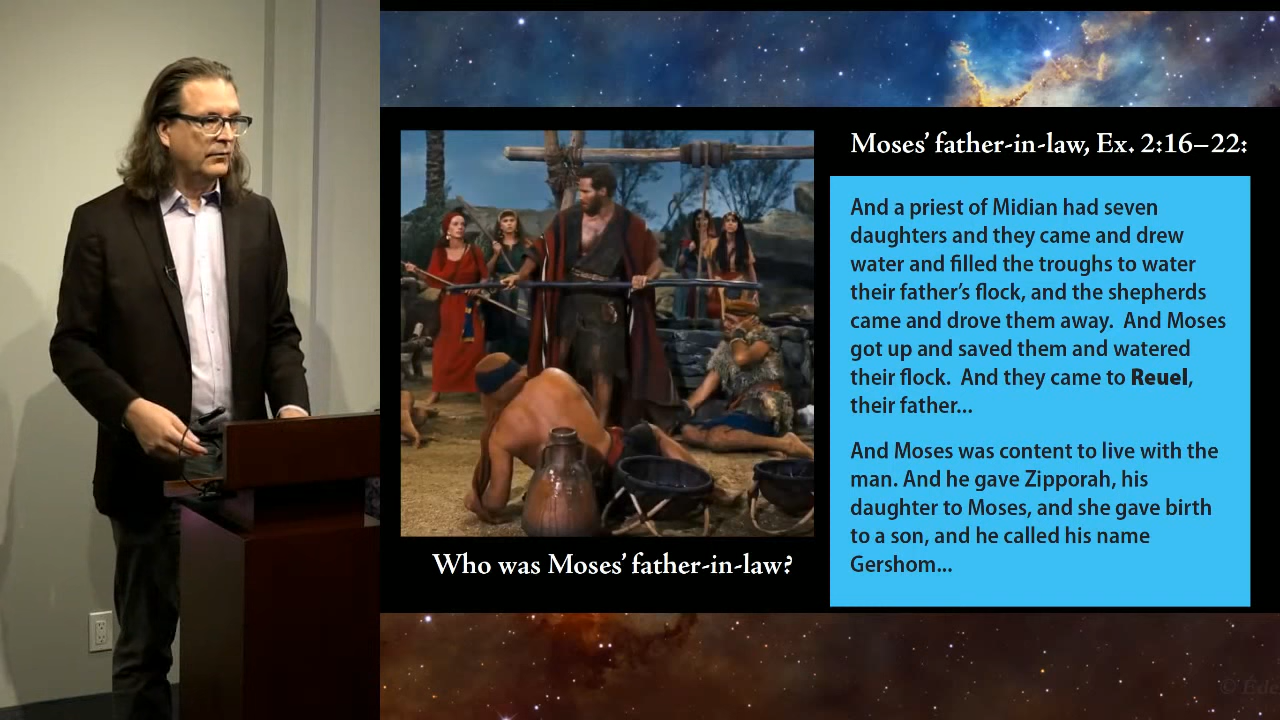 Moses’ father-in-law, Ex. 2:16–22:
And a priest of Midian had seven
daughters and they came and drew
water and filled the troughs to water
their father’s flock, and the shepherds
came and drove them away.  And Moses
got up and saved them and watered
their flock.  And they came to Reuel,
their father...
And Moses was content to live with the
man. And he gave Zipporah, his
daughter to Moses, and she gave birth
to a son, and he called his name
Gershom...
Who was Moses’ father-in-law?